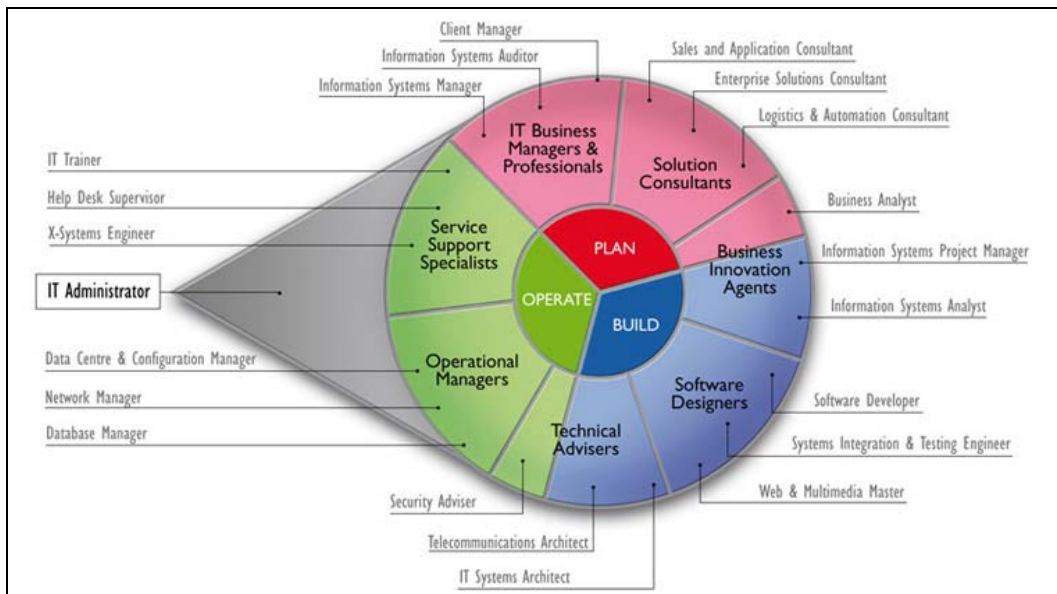 Client Manager
Information Systems Auditor
Information Systems Manager
Sales and Application Consultant
Enterprise Solutions Consultant
Logistics & Automation Consultant
IT Business
Managers &
Professionals
Solution
Consultants
IT Trainer
Help Desk Supervisor
X-Systems Engineer
Service
Support
Specialists
Business Analyst
Business
Innovation
Agents
Information Systems Project Manager
Information Systems Analyst
PLAN
OPERATE
BUILD
IT Administrator
Data Centre & Configuration Manager
Network Manager
Database Manager
Operational
Managers
Software
Designers
Software Developer
Systems Integration & Testing Engineer
Web & Multimedia Master
Technical
Advisers
Security Adviser
Telecommunications Architect
IT Systems Architect